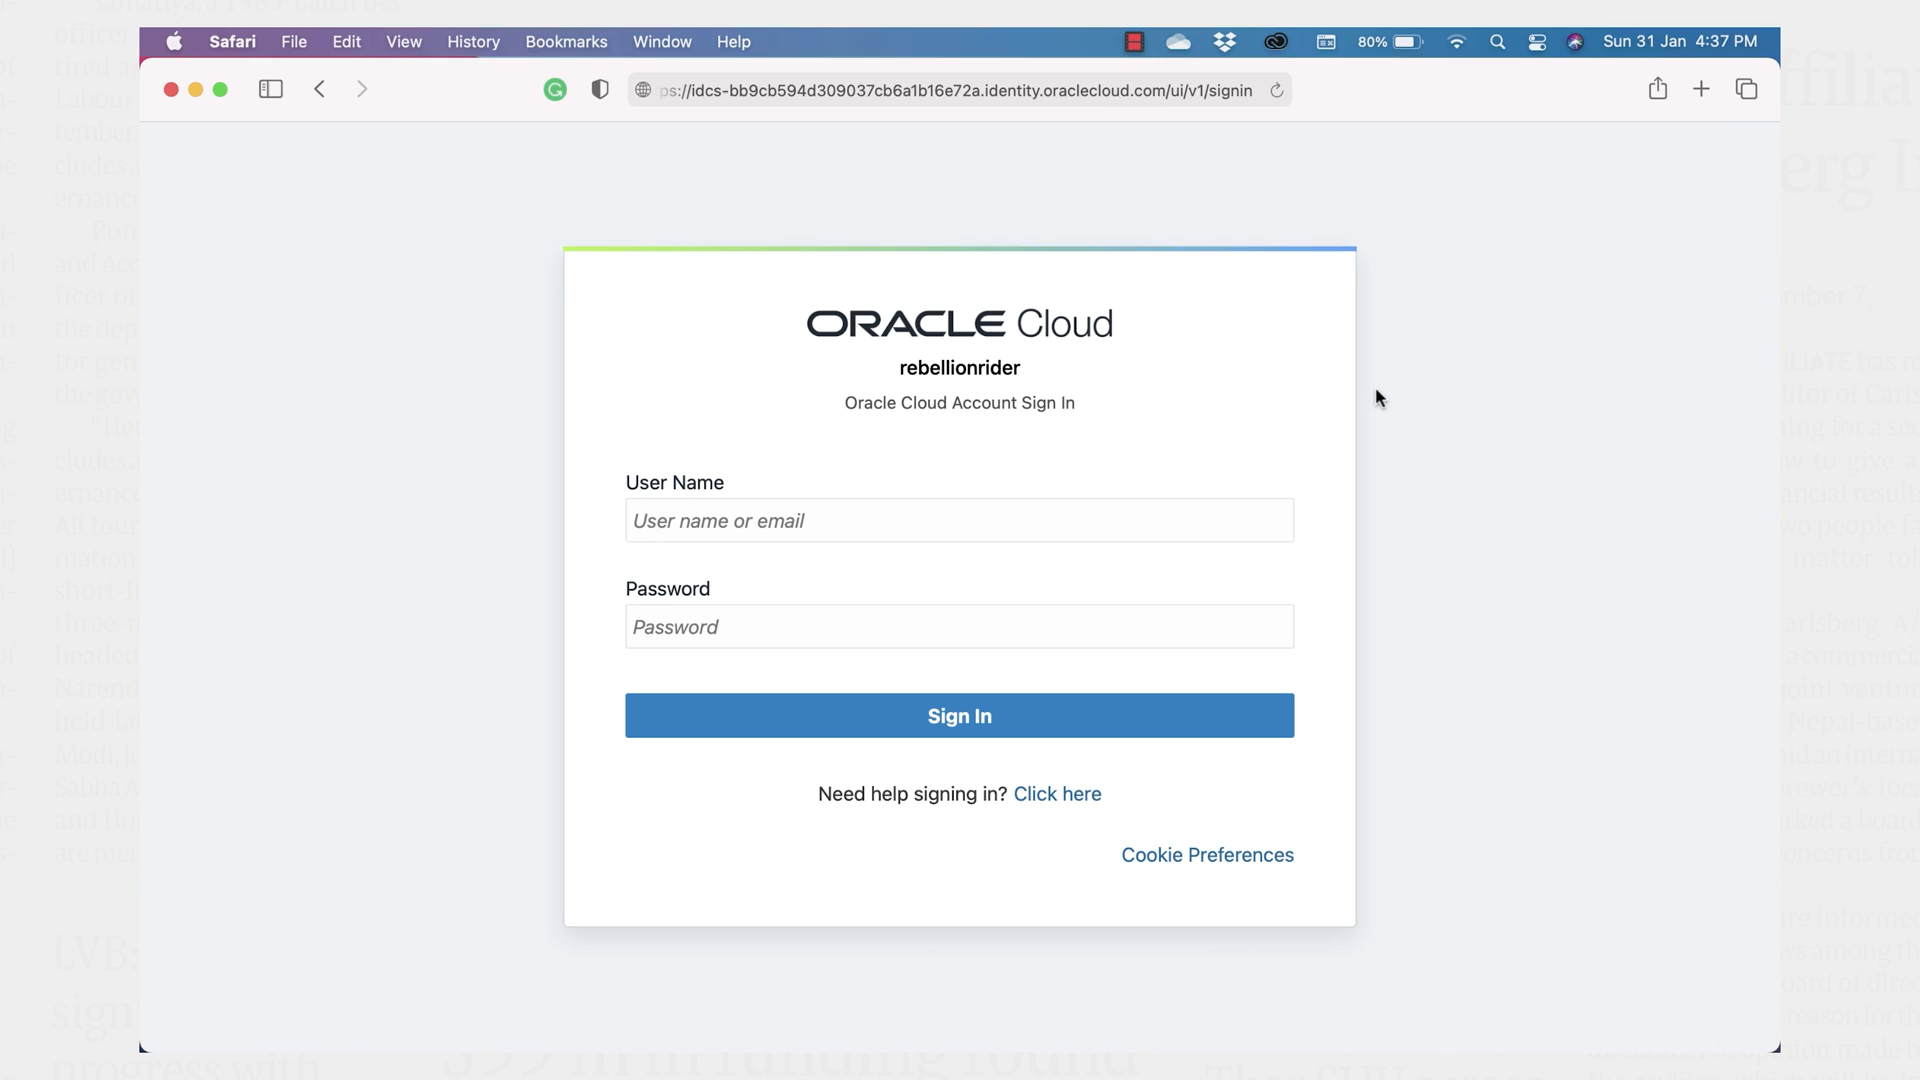 Safari File Edit View History Bookmarks Window Help 80% Sun 31 Jan 4:37 PM
ps://idcs-bb9cb594d309037cb6a1b16e72a.identity.oraclecloud.com/ui/v1/signin
ORACLE Cloud
rebellionrider
Oracle Cloud Account Sign In
User Name
User name or email
Password
Password
Sign In
Need help signing in? Click here
Cookie Preferences